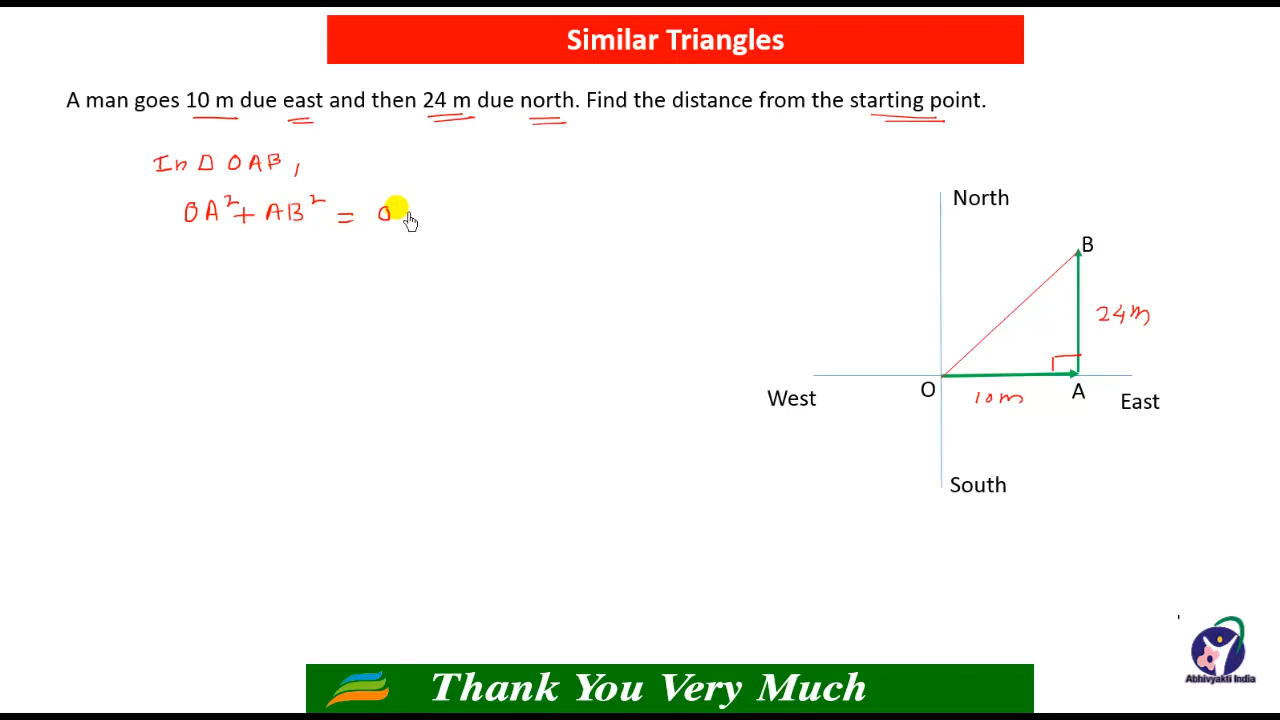 Similar Triangles
A man goes 10 m due east and then 24 m due north. Find the distance from the starting point.
In △ OAB,
OA²+ AB² = O
North
B
24m
West
O
10m
A
East
South
Thank You Very Much
Abhivyakti India